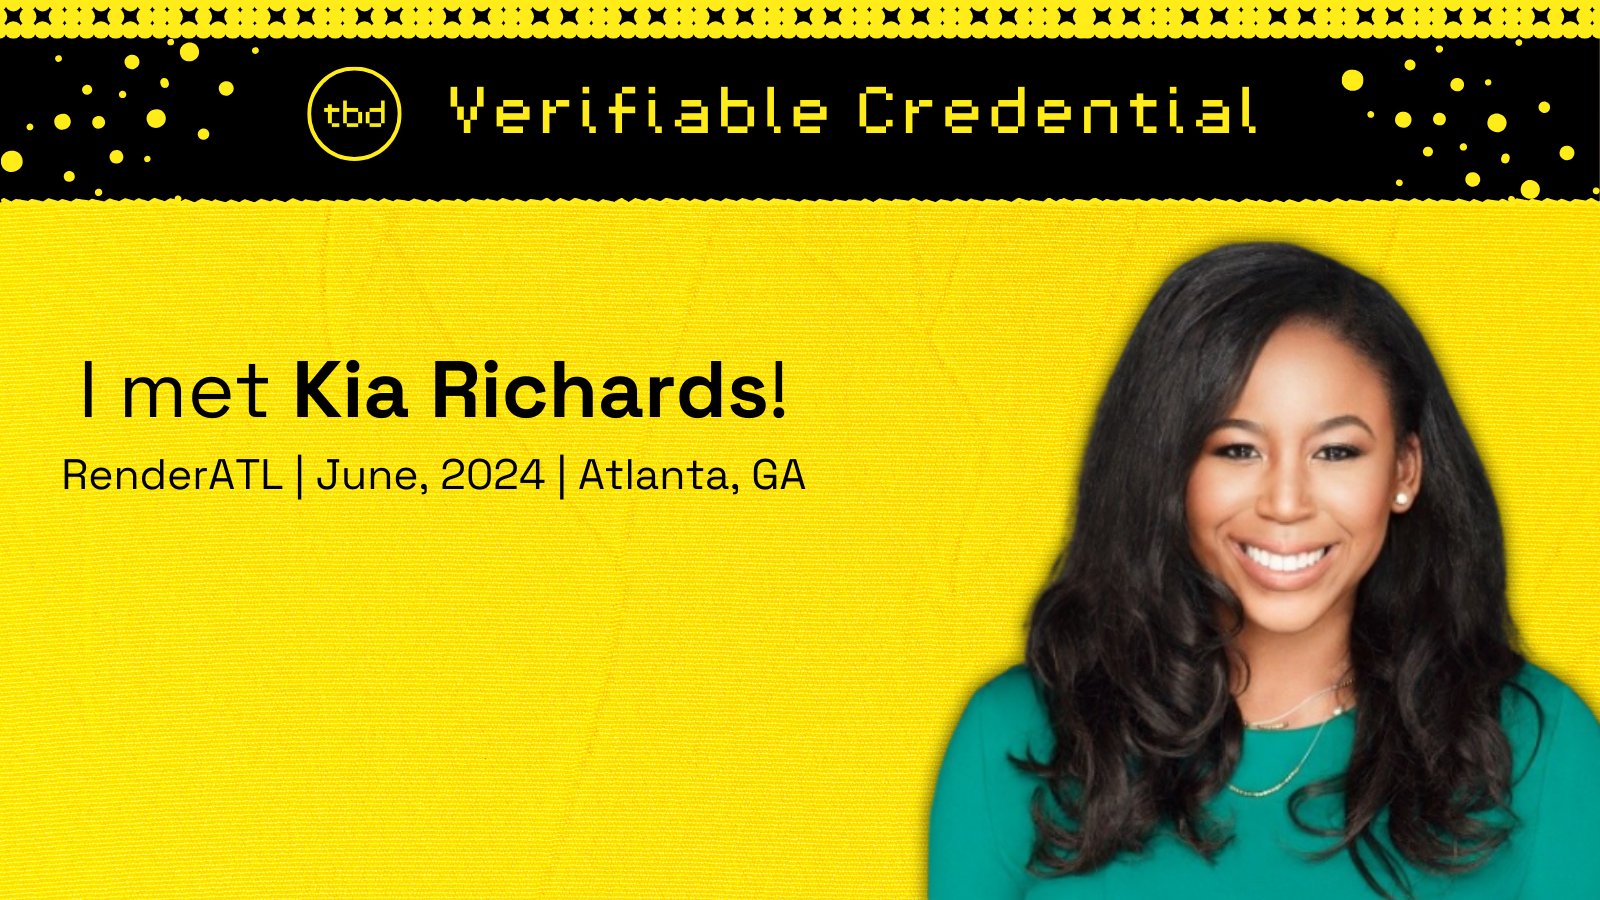 tbd Verifiable Credential
I met Kia Richards!
RenderATL | June, 2024 | Atlanta, GA